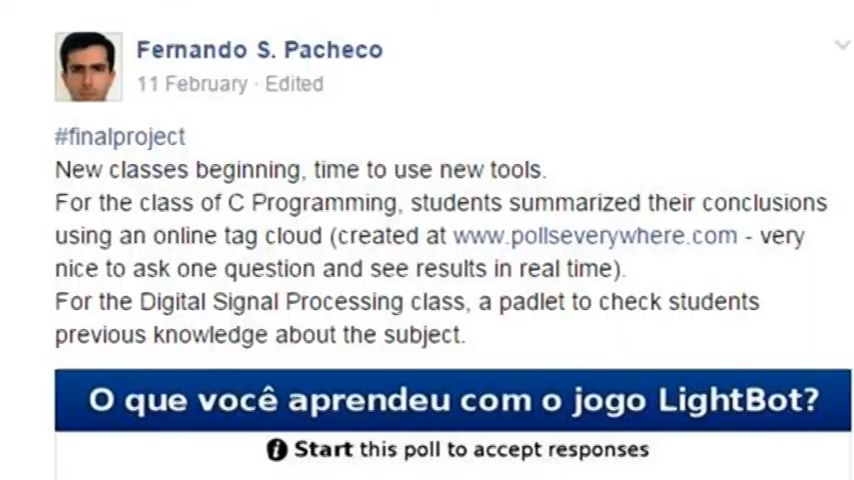 Fernando S. Pacheco
11 February · Edited
#finalproject
New classes beginning, time to use new tools.
For the class of C Programming, students summarized their conclusions
using an online tag cloud (created at www.pollseverywhere.com - very
nice to ask one question and see results in real time).
For the Digital Signal Processing class, a padlet to check students
previous knowledge about the subject.
O que você aprendeu com o jogo LightBot?
Start this poll to accept responses